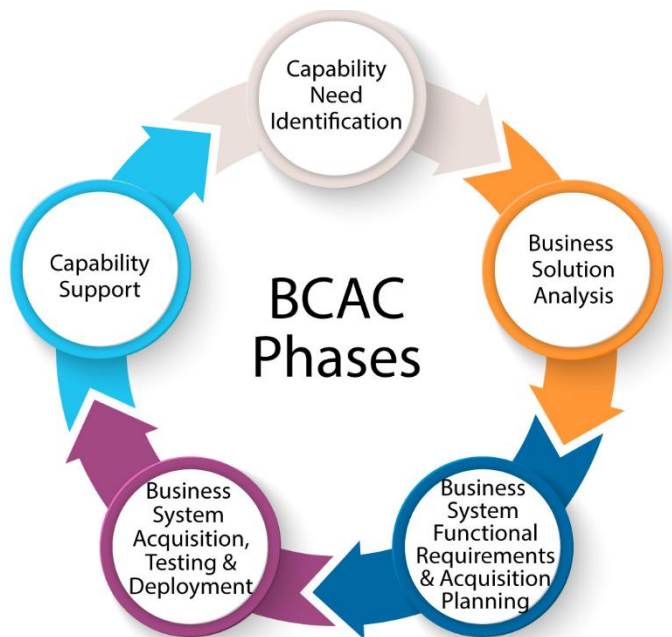 Capability
Need
Identification
Business
Solution
Analysis
Business
System
Functional
Requirements
& Acquisition
Planning
Business
System
Acquisition,
Testing &
Deployment
Capability
Support
BCAC
Phases